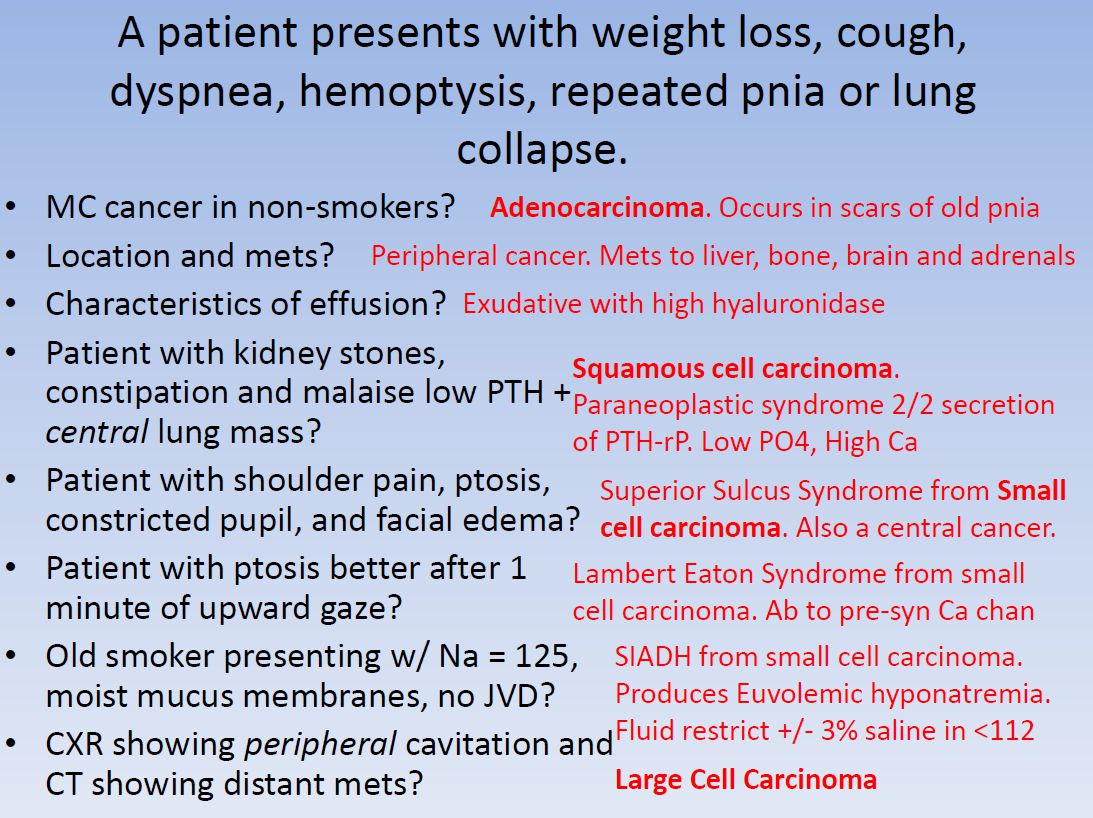 A patient presents with weight loss, cough,
dyspnea, hemoptysis, repeated pnia or lung
collapse.
• MC cancer in non-smokers? Adenocarcinoma. Occurs in scars of old pnia
• Location and mets? Peripheral cancer. Mets to liver, bone, brain and adrenals
• Characteristics of effusion? Exudative with high hyaluronidase
• Patient with kidney stones,
constipation and malaise low PTH +
central lung mass?
Squamous cell carcinoma.
Paraneoplastic syndrome 2/2 secretion
of PTH-rP. Low PO4, High Ca
• Patient with shoulder pain, ptosis,
constricted pupil, and facial edema?
Superior Sulcus Syndrome from Small
cell carcinoma. Also a central cancer.
• Patient with ptosis better after 1
minute of upward gaze?
Lambert Eaton Syndrome from small
cell carcinoma. Ab to pre-syn Ca chan
• Old smoker presenting w/ Na = 125,
moist mucus membranes, no JVD?
SIADH from small cell carcinoma.
Produces Euvolemic hyponatremia.
Fluid restrict +/- 3% saline in <112
• CXR showing peripheral cavitation and
CT showing distant mets?
Large Cell Carcinoma